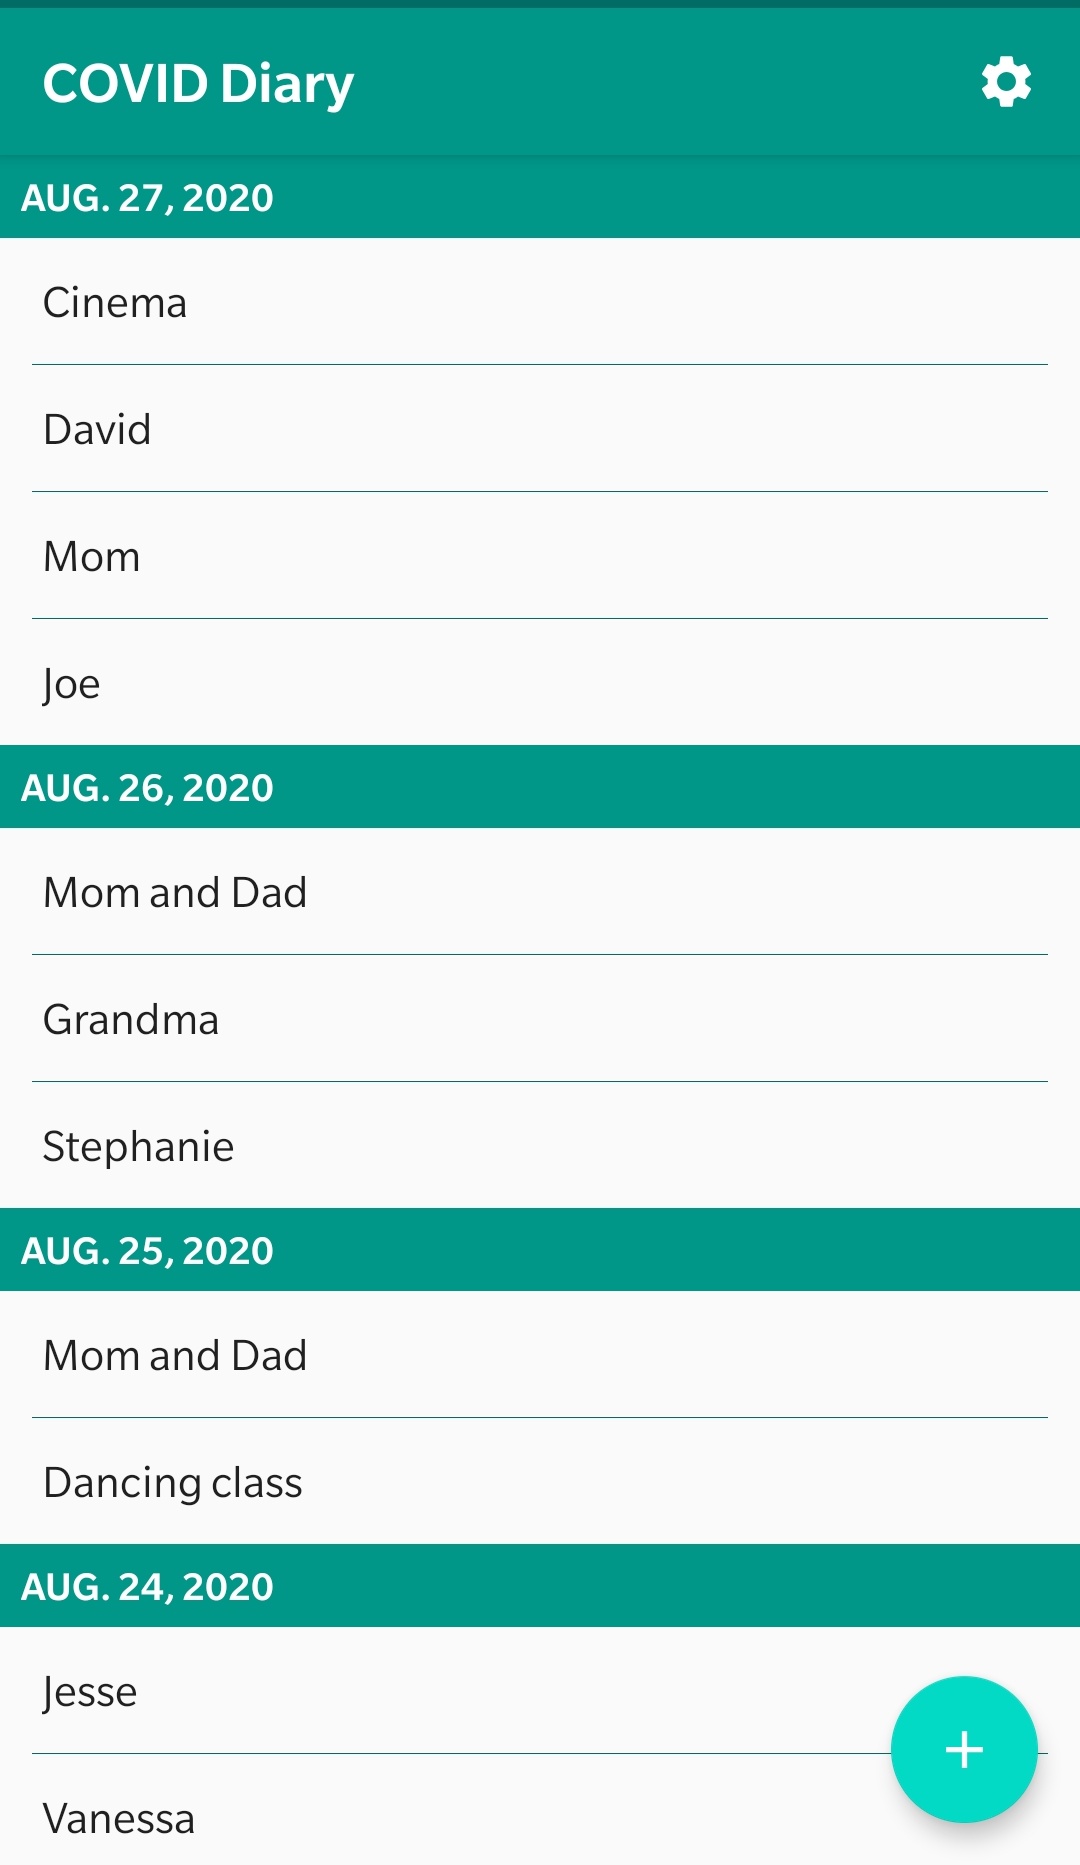 COVID Diary
AUG. 27, 2020
Cinema
David
Mom
Joe
AUG. 26, 2020
Mom and Dad
Grandma
Stephanie
AUG. 25, 2020
Mom and Dad
Dancing class
AUG. 24, 2020
Jesse
+
Vanessa